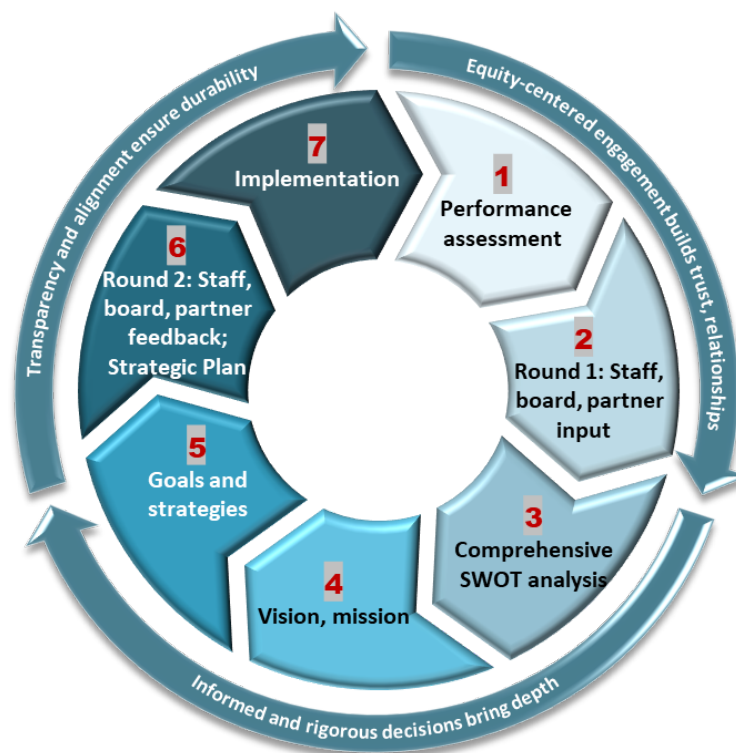 1
Performance
assessment
2
Round 1: Staff,
board, partner
input
3
Comprehensive
SWOT analysis
4
Vision, mission
5
Goals and
strategies
6
Round 2: Staff,
board, partner
feedback;
Strategic Plan
7
Implementation
Equity-centered engagement builds trust, relationships
Informed and rigorous decisions bring depth
Transparency and alignment ensure durability